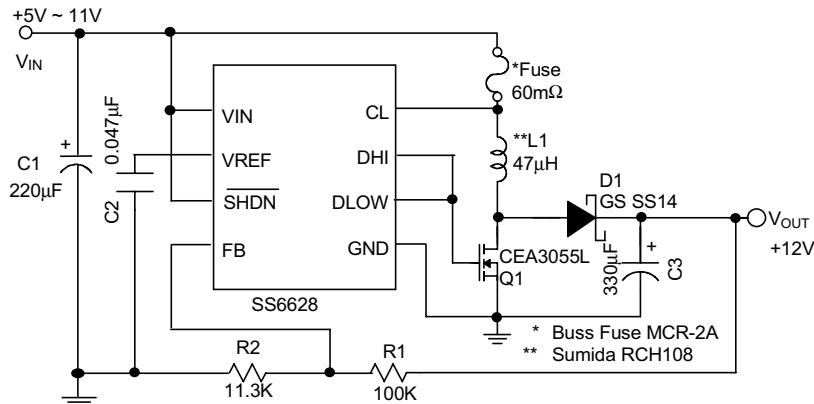 +5V ~ 11V
VIN
*Fuse
60mΩ
VIN
CL
0.047µF
+
C1
220µF
VREF
DHI
**L1
47µH
C2
SHDN
DLOW
D1
GS SS14
VOUT
+12V
FB
GND
CEA3055L
Q1
330µF
+
C3
SS6628
* Buss Fuse MCR-2A
** Sumida RCH108
R2
11.3K
R1
100K